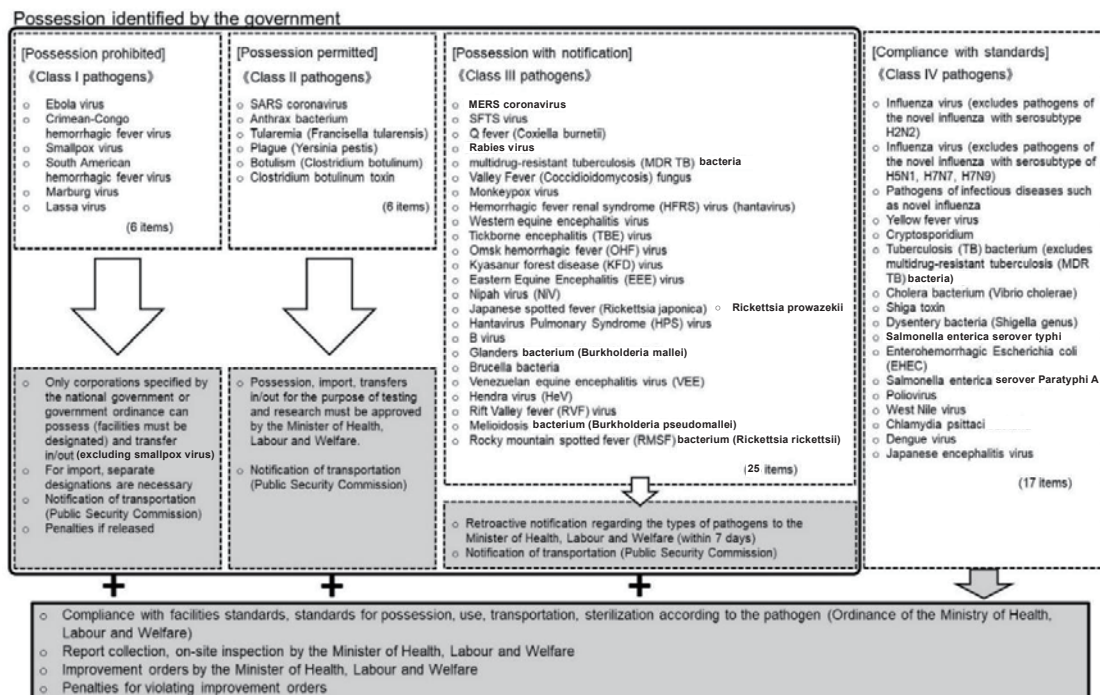 Possession identified by the government
[Possession prohibited]
《Class I pathogens》
○ Ebola virus
○ Crimean-Congo
hemorrhagic fever virus
○ Smallpox virus
○ South American
hemorrhagic fever virus
○ Marburg virus
○ Lassa virus
(6 items)
○ Only corporations specified by
the national government or
government ordinance can
possess (facilities must be
designated) and transfer
in/out (excluding smallpox virus)
○ For import, separate
designations are necessary
○ Notification of transportation
(Public Security Commission)
○ Penalties if released
[Possession permitted]
《Class II pathogens》
○ SARS coronavirus
○ Anthrax bacterium
○ Tularemia (Francisella tularensis)
○ Plague (Yersinia pestis)
○ Botulism (Clostridium botulinum)
○ Clostridium botulinum toxin
(6 items)
○ Possession, import, transfers
in/out for the purpose of testing
and research must be approved
by the Minister of Health,
Labour and Welfare.
○ Notification of transportation
(Public Security Commission)
[Possession with notification]
《Class III pathogens》
○ MERS coronavirus
○ SFTS virus
○ Q fever (Coxiella burnetii)
○ Rabies virus
○ multidrug-resistant tuberculosis (MDR TB) bacteria
○ Valley Fever (Coccidioidomycosis) fungus
○ Monkeypox virus
○ Hemorrhagic fever renal syndrome (HFRS) virus (hantavirus)
○ Western equine encephalitis virus
○ Tickborne encephalitis (TBE) virus
○ Omsk hemorrhagic fever (OHF) virus
○ Kyasanur forest disease (KFD) virus
○ Eastern Equine Encephalitis (EEE) virus
○ Nipah virus (NiV)
○ Japanese spotted fever (Rickettsia japonica) ○ Rickettsia prowazekii
○ Hantavirus Pulmonary Syndrome (HPS) virus
○ B virus
○ Glanders bacterium (Burkholderia mallei)
○ Brucella bacteria
○ Venezuelan equine encephalitis virus (VEE)
○ Hendra virus (HeV)
○ Rift Valley fever (RVF) virus
○ Melioidosis bacterium (Burkholderia pseudomallei)
○ Rocky mountain spotted fever (RMSF) bacterium (Rickettsia rickettsii)
(25 items)
○ Retroactive notification regarding the types of pathogens to the
Minister of Health, Labour and Welfare (within 7 days)
○ Notification of transportation (Public Security Commission)
[Compliance with standards]
《Class IV pathogens》
○ Influenza virus (excludes pathogens of
the novel influenza with serosubtype
H2N2)
○ Influenza virus (excludes pathogens of
the novel influenza with serosubtype of
H5N1, H7N7, H7N9)
○ Pathogens of infectious diseases such
as novel influenza
○ Yellow fever virus
○ Cryptosporidium
○ Tuberculosis (TB) bacterium (excludes
multidrug-resistant tuberculosis (MDR
TB) bacteria)
○ Cholera bacterium (Vibrio cholerae)
○ Shiga toxin
○ Dysentery bacteria (Shigella genus)
○ Salmonella enterica serover typhi
○ Enterohemorrhagic Escherichia coli
(EHEC)
○ Salmonella enterica serover Paratyphi A
○ Poliovirus
○ West Nile virus
○ Chlamydia psittaci
○ Dengue virus
○ Japanese encephalitis virus
(17 items)
+ + +
○ Compliance with facilities standards, standards for possession, use, transportation, sterilization according to the pathogen (Ordinance of the Ministry of Health,
Labour and Welfare)
○ Report collection, on-site inspection by the Minister of Health, Labour and Welfare
○ Improvement orders by the Minister of Health, Labour and Welfare
○ Penalties for violating improvement orders